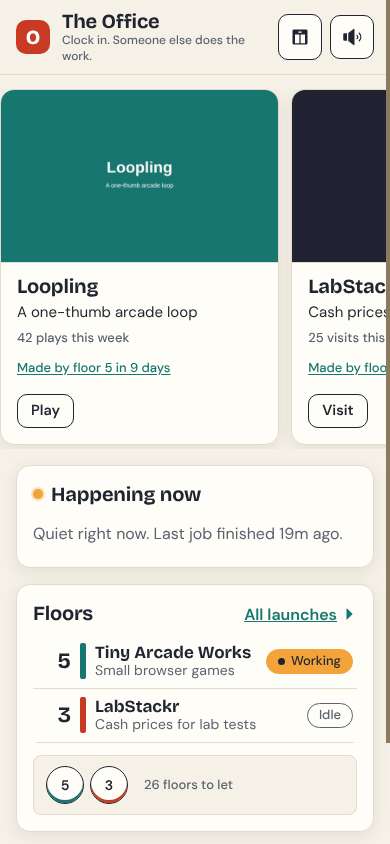 O
The Office
Clock in. Someone else does the
work.
Loopling
A one-thumb arcade loop
Loopling
A one-thumb arcade loop
42 plays this week
Made by floor 5 in 9 days
Play
LabStac
Cash prices
25 visits this
Made by floo
Visit
Happening now
Quiet right now. Last job finished 19m ago.
Floors
All launches
5
Tiny Arcade Works
Small browser games
Working
3
LabStackr
Cash prices for lab tests
Idle
5
3
26 floors to let